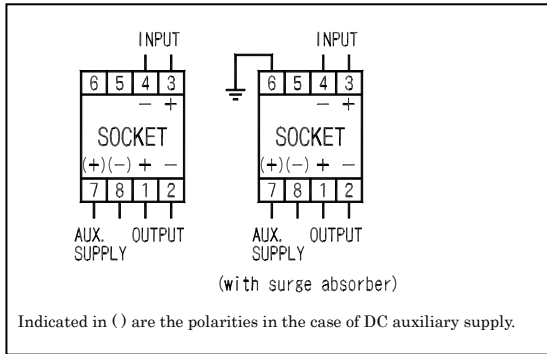 INPUT
6 5 4 3
− +
SOCKET
(+)(−) + −
7 8 1 2
AUX. SUPPLY
OUTPUT
INPUT
6 5 4 3
− +
SOCKET
(+)(−) + −
7 8 1 2
AUX. SUPPLY
OUTPUT
(with surge absorber)
Indicated in ( ) are the polarities in the case of DC auxiliary supply.